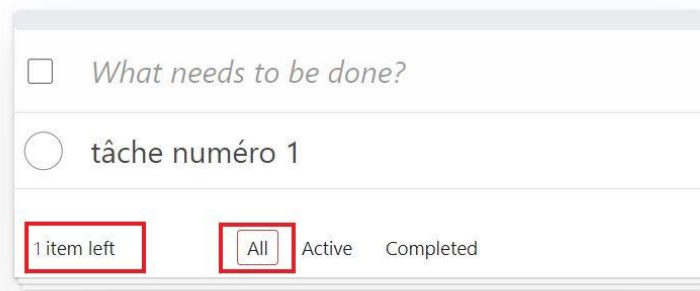 What needs to be done?
tâche numéro 1
1 item left All Active Completed